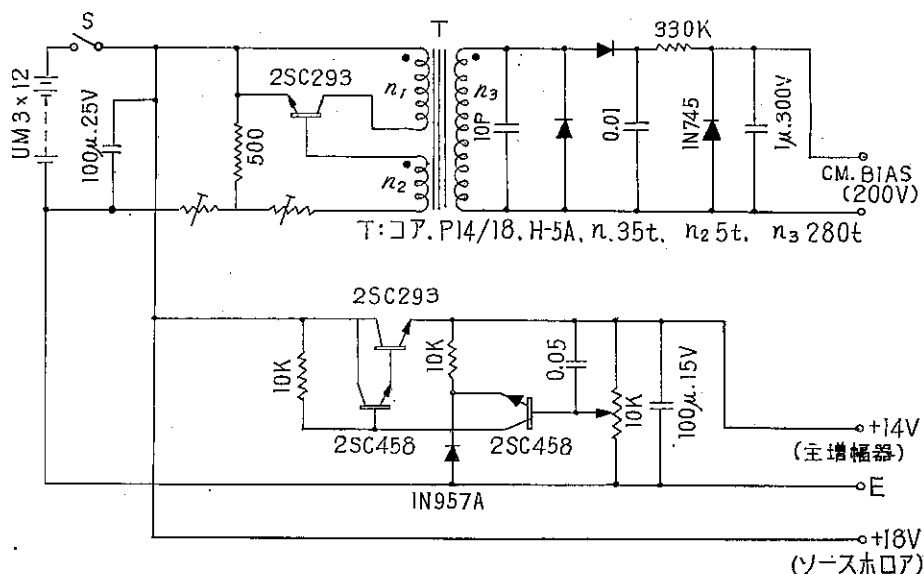 S
UM3×12
100μ.25V
2SC293
500
T
n1
n2
n3
10P
0.01
330K
1N745
1μ.300V
CM.BIAS
(200V)
T:コア.P14/18.H-5A.n.35t. n2 5t. n3 280t
2SC293
10K
2SC458
10K
1N957A
2SC458
0.05
10K
100μ.15V
+14V
(主増幅器)
E
+18V
(ソースホロア)